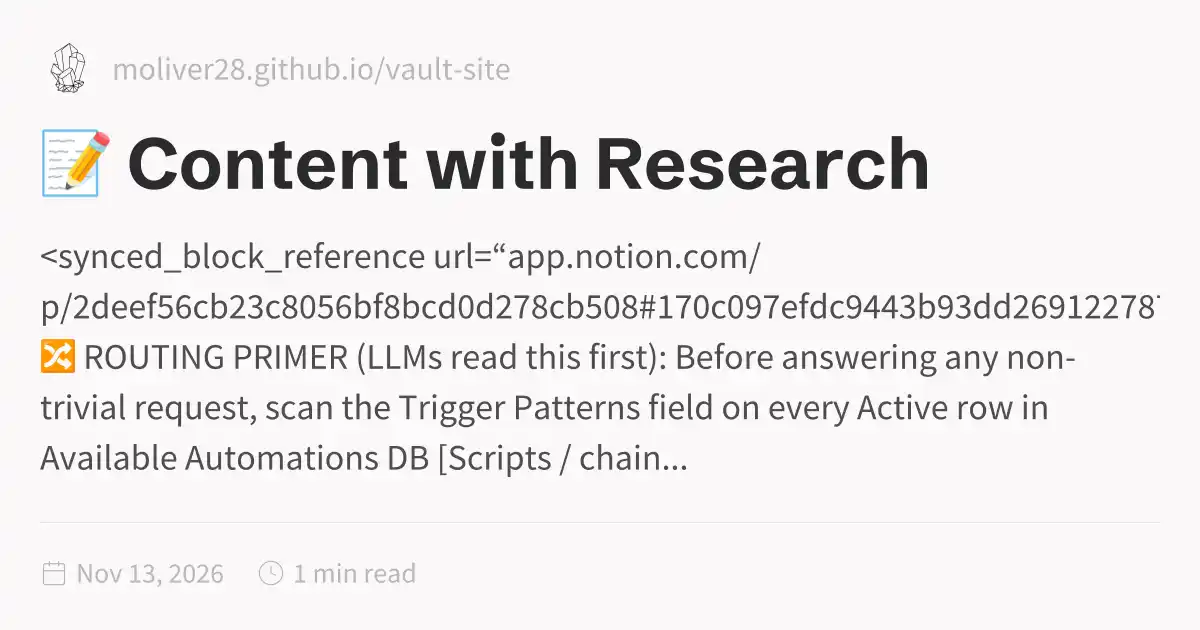 moliver28.github.io/vault-site
📝 Content with Research
<synced_block_reference url=“app.notion.com/
p/2deef56cb23c8056bf8bcd0d278cb508#170c097efdc9443b93dd26912278
🔀 ROUTING PRIMER (LLMs read this first): Before answering any non-
trivial request, scan the Trigger Patterns field on every Active row in
Available Automations DB [Scripts / chain...
Nov 13, 2026
1 min read